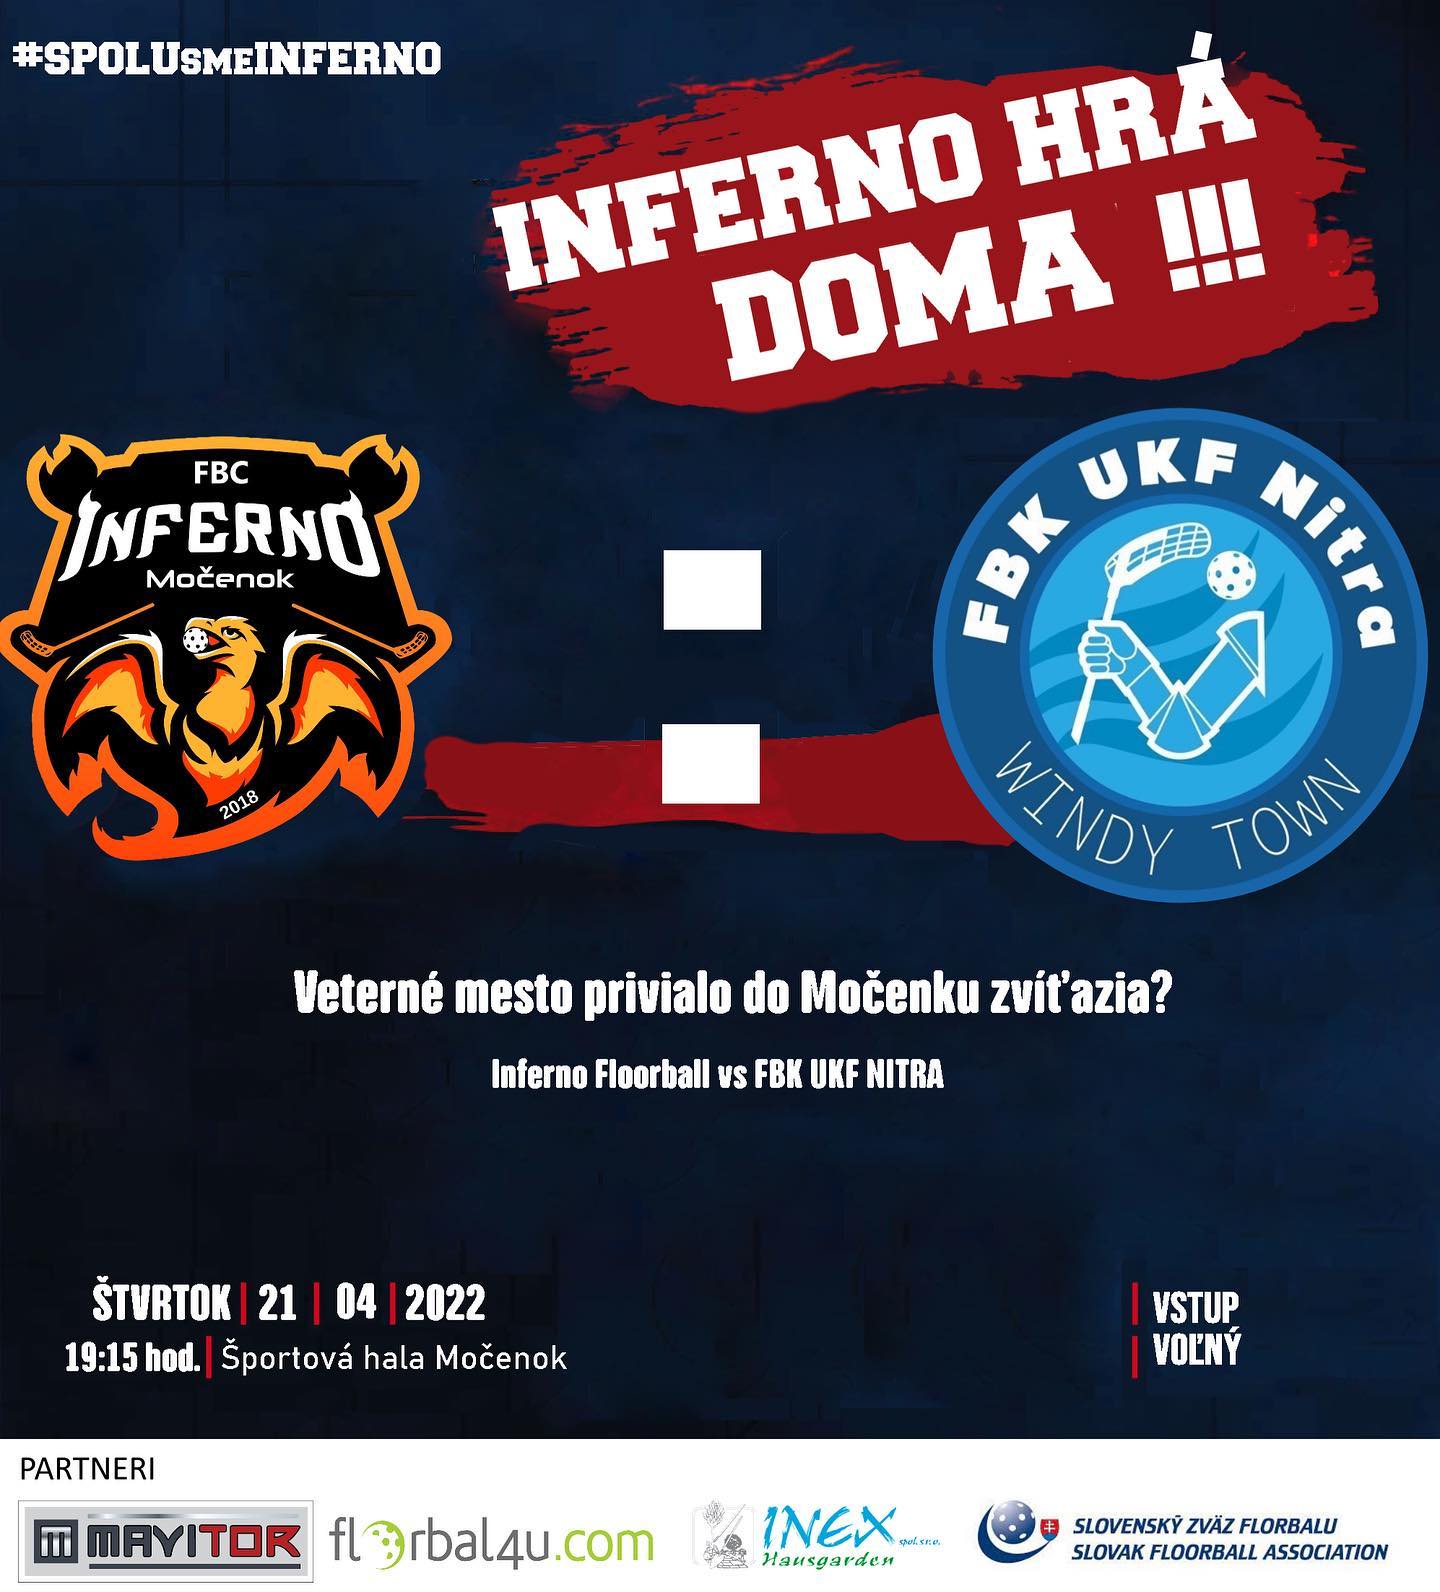 #SPOLUSMEINFERNO
INFERNO HRÁ
DOMA !!!
FBC
INFERNO
Močenok
2018
FBK UKF Nitra
WINDY TOWN
Veterné mesto privialo do Močenku zvíťazia?
Inferno Floorball vs FBK UKF NITRA
ŠTVRTOK | 21 | 04 | 2022
19:15 hod. | Športová hala Močenok
VSTUP
VOĽNÝ
PARTNERI
MAYITOR
florbal4u.com
INEX spol.s r.o.
Hausgarden
SLOVENSKÝ ZVÄZ FLORBALU
SLOVAK FLOORBALL ASSOCIATION